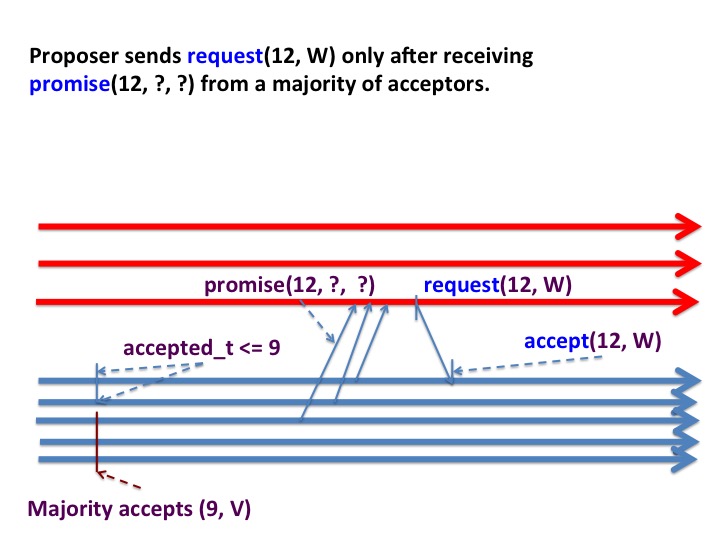 Proposer sends request(12, W) only after receiving
promise(12, ?, ?) from a majority of acceptors.
promise(12, ?,  ?)
request(12, W)
accepted_t <= 9
accept(12, W)
Majority accepts (9, V)